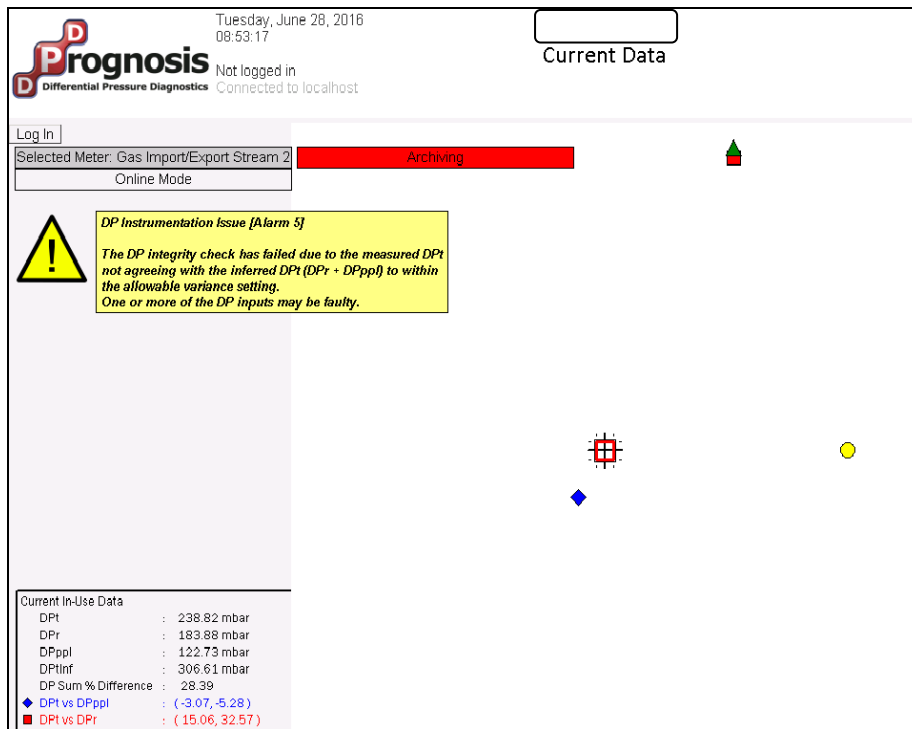 Tuesday, June 28, 2016
08:53:17
DPrognosis
Differential Pressure Diagnostics
Not logged in
Connected to localhost
Current Data
Log In
Selected Meter: Gas Import/Export Stream 2
Archiving
Online Mode
DP Instrumentation Issue [Alarm 5]
The DP integrity check has failed due to the measured DPt
not agreeing with the inferred DPt (DPr + DPppl) to within
the allowable variance setting.
One or more of the DP inputs may be faulty.
Current In-Use Data
DPt : 238.82 mbar
DPr : 183.88 mbar
DPppl : 122.73 mbar
DPtInf : 306.61 mbar
DP Sum % Difference : 28.39
DPt vs DPppl : (-3.07, -5.28 )
DPt vs DPr : ( 15.06, 32.57 )